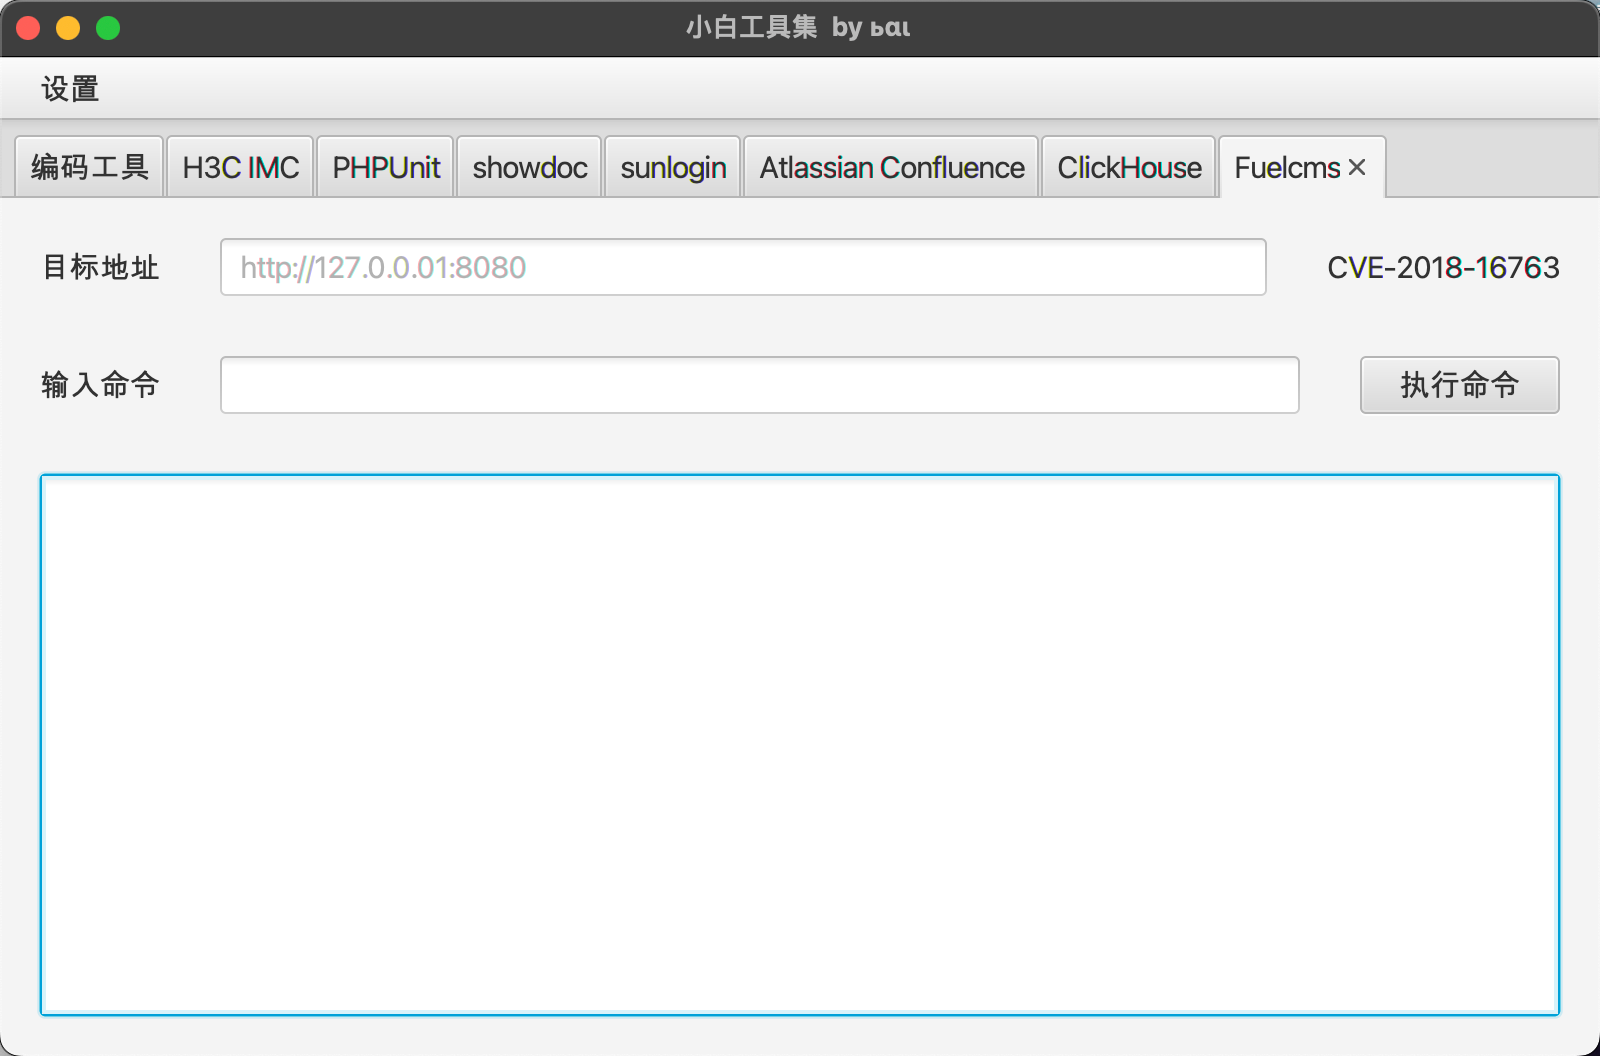 小白工具集 by ьαι
设置
编码工具 H3C IMC PHPUnit showdoc sunlogin Atlassian Confluence ClickHouse Fuelcms
目标地址 http://127.0.0.01:8080 CVE-2018-16763
输入命令 执行命令